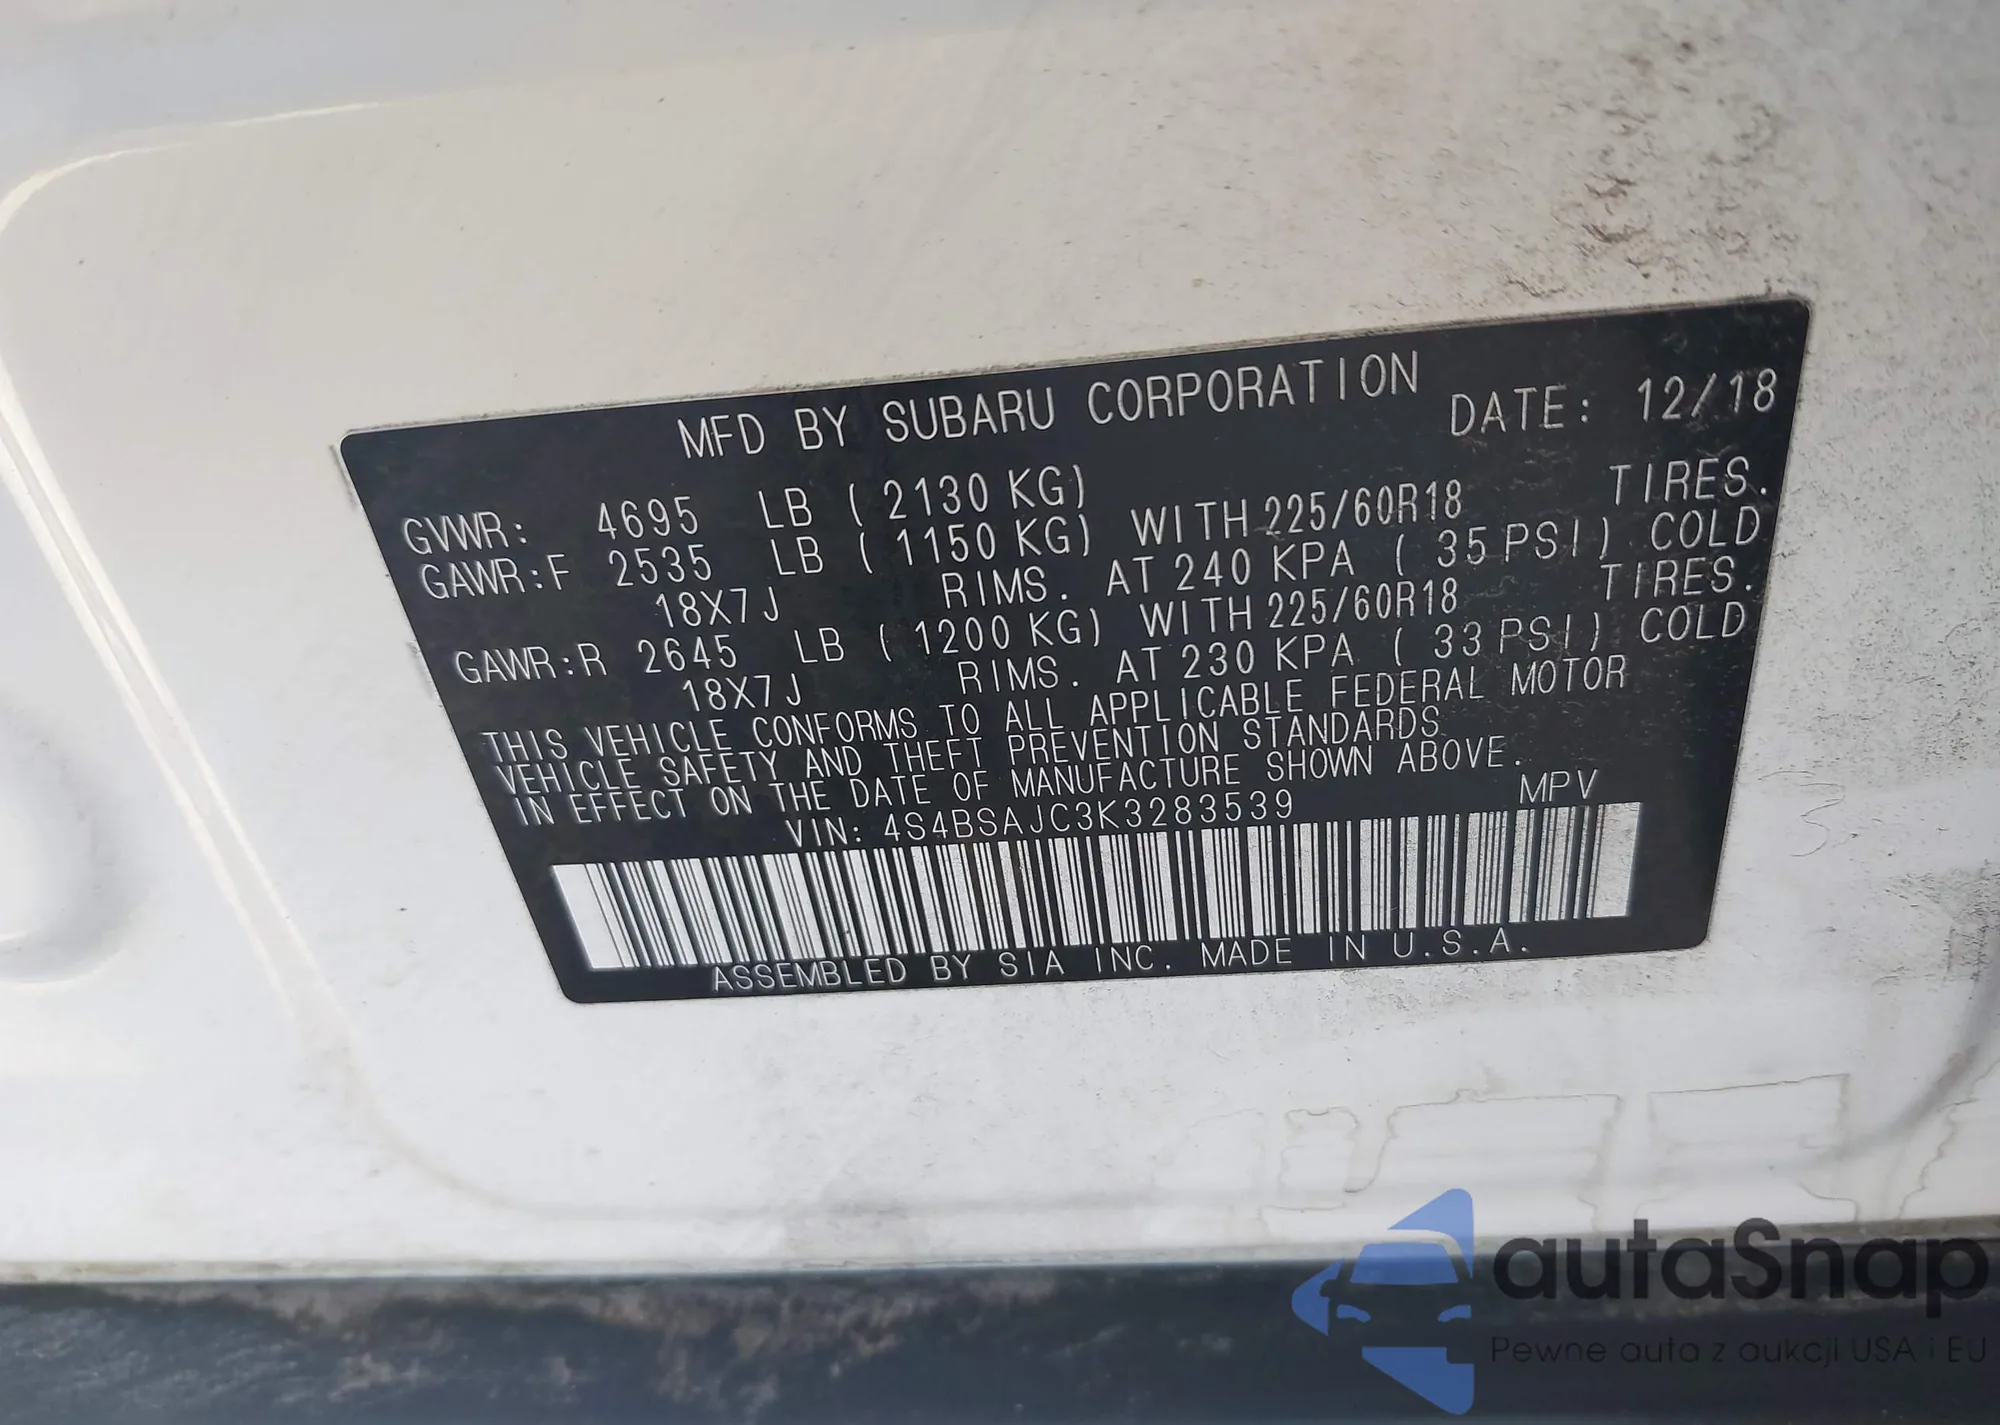 MFD BY SUBARU CORPORATION DATE: 12/18
GVWR: 4695 LB ( 2130 KG)
GAWR:F 2535 LB ( 1150 KG) WITH 225/60R18 TIRES.
18X7J RIMS. AT 240 KPA ( 35 PSI) COLD
GAWR:R 2645 LB ( 1200 KG) WITH 225/60R18 TIRES.
18X7J RIMS. AT 230 KPA ( 33 PSI) COLD
THIS VEHICLE CONFORMS TO ALL APPLICABLE FEDERAL MOTOR
VEHICLE SAFETY AND THEFT PREVENTION STANDARDS
IN EFFECT ON THE DATE OF MANUFACTURE SHOWN ABOVE.
VIN: 4S4BSAJC3K3283539 MPV
ASSEMBLED BY SIA INC. MADE IN U.S.A.
autaSnap
Pewne auta z aukcji USA i EU